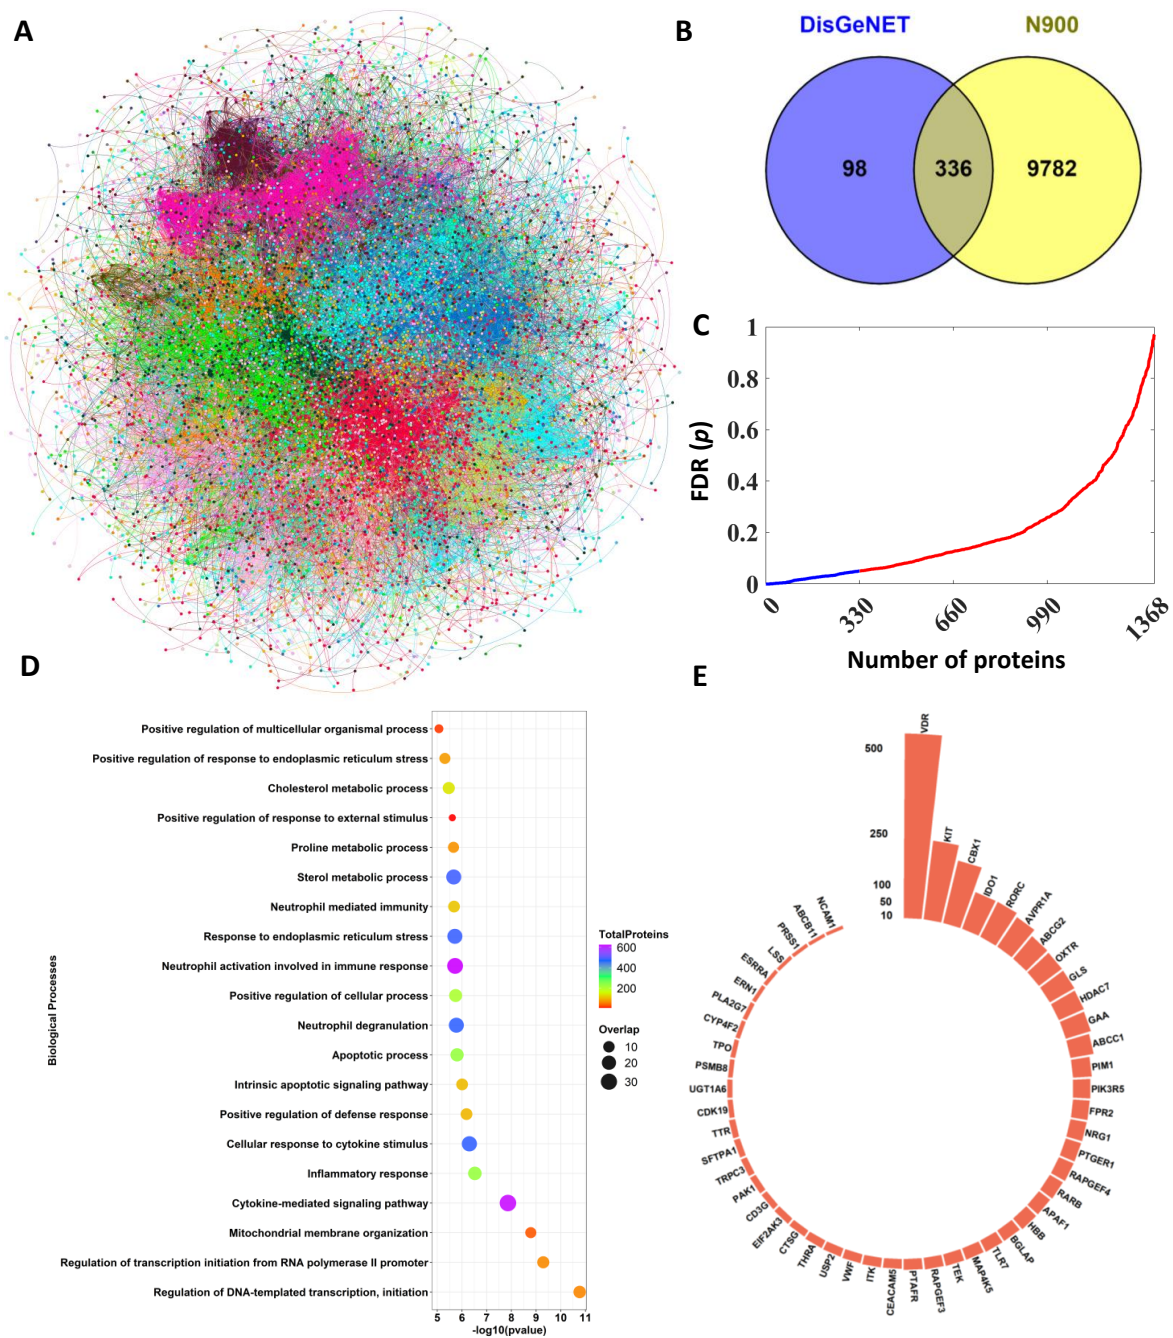 A
B
DisGeNET
N900
98
336
9782
C
1
0.8
0.6
0.4
0.2
0
FDR (p)
0
330
660
990
1368
Number of proteins
D
Positive regulation of multicellular organismal process
Positive regulation of response to endoplasmic reticulum stress
Cholesterol metabolic process
Positive regulation of response to external stimulus
Proline metabolic process
Sterol metabolic process
Neutrophil mediated immunity
Response to endoplasmic reticulum stress
Neutrophil activation involved in immune response
Positive regulation of cellular process
Neutrophil degranulation
Apoptotic process
Intrinsic apoptotic signaling pathway
Positive regulation of defense response
Cellular response to cytokine stimulus
Inflammatory response
Cytokine-mediated signaling pathway
Mitochondrial membrane organization
Regulation of transcription initiation from RNA polymerase II promoter
Regulation of DNA-templated transcription, initiation
Biological Processes
5 6 7 8 9 10 11
-log10(pvalue)
TotalProteins
600
400
200
Overlap
10
20
30
E
500
250
100
50
10
VDR
KIT
CBX1
IDO1
RORC
AVPR1A
ABCG2
OXTR
GLS
HDAC7
GAA
ABCC1
PIM1
PIK3R5
FPR2
NRG1
PTGER1
RAPGEF4
RARB
APAF1
HBB
BGLAP
TLR7
MAP4K5
TEK
RAPGEF3
PTAFR
CEACAM5
ITK
VWF
USP2
THRA
CTSG
EIF2AK3
CD3G
PAK1
TRPC3
SFTPA1
TTR
CDK19
UGT1A6
PSMB8
TPO
CYP4F2
PLA2G7
ERN1
ESRRA
LSS
PRSS1
ABCB11
NCAM1